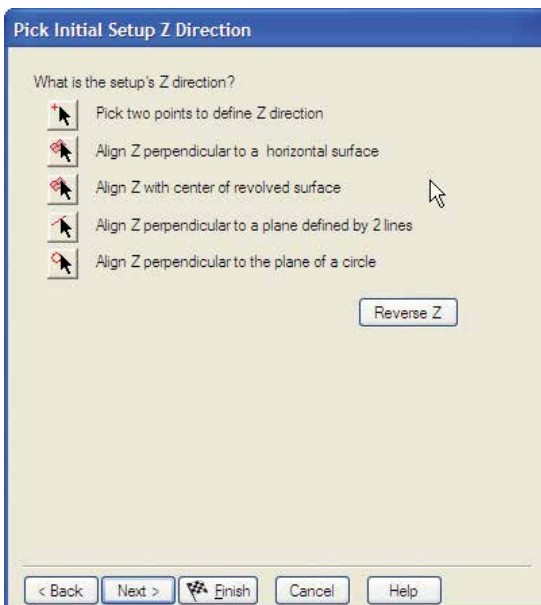 Pick Initial Setup Z Direction
What is the setup's Z direction?
Pick two points to define Z direction
Align Z perpendicular to a horizontal surface
Align Z with center of revolved surface
Align Z perpendicular to a plane defined by 2 lines
Align Z perpendicular to the plane of a circle
Reverse Z
< Back Next > Finish Cancel Help